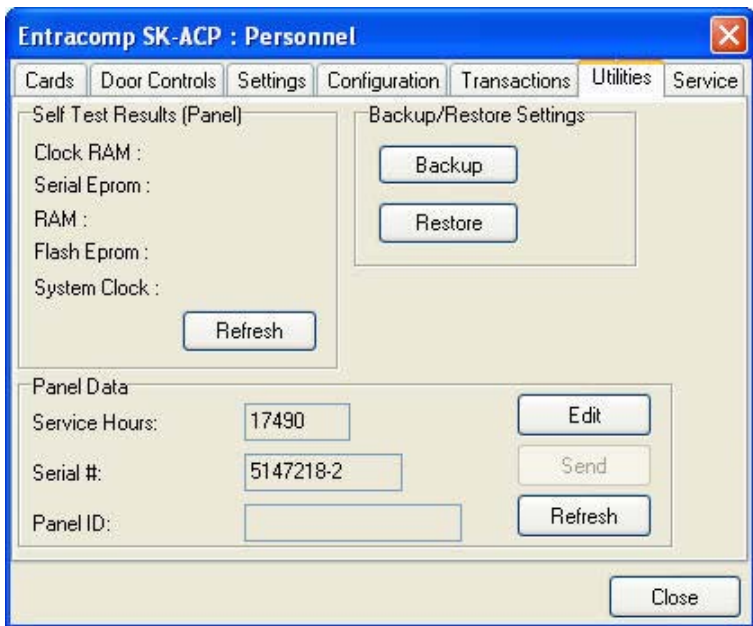 Entracomp SK-ACP : Personnel
Cards Door Controls Settings Configuration Transactions Utilities Service
Self Test Results (Panel)
Clock RAM :
Serial Eprom :
RAM :
Flash Eprom :
System Clock :
Refresh
Backup/Restore Settings
Backup
Restore
Panel Data
Service Hours: 17490 Edit
Serial #: 5147218-2 Send
Panel ID: Refresh
Close